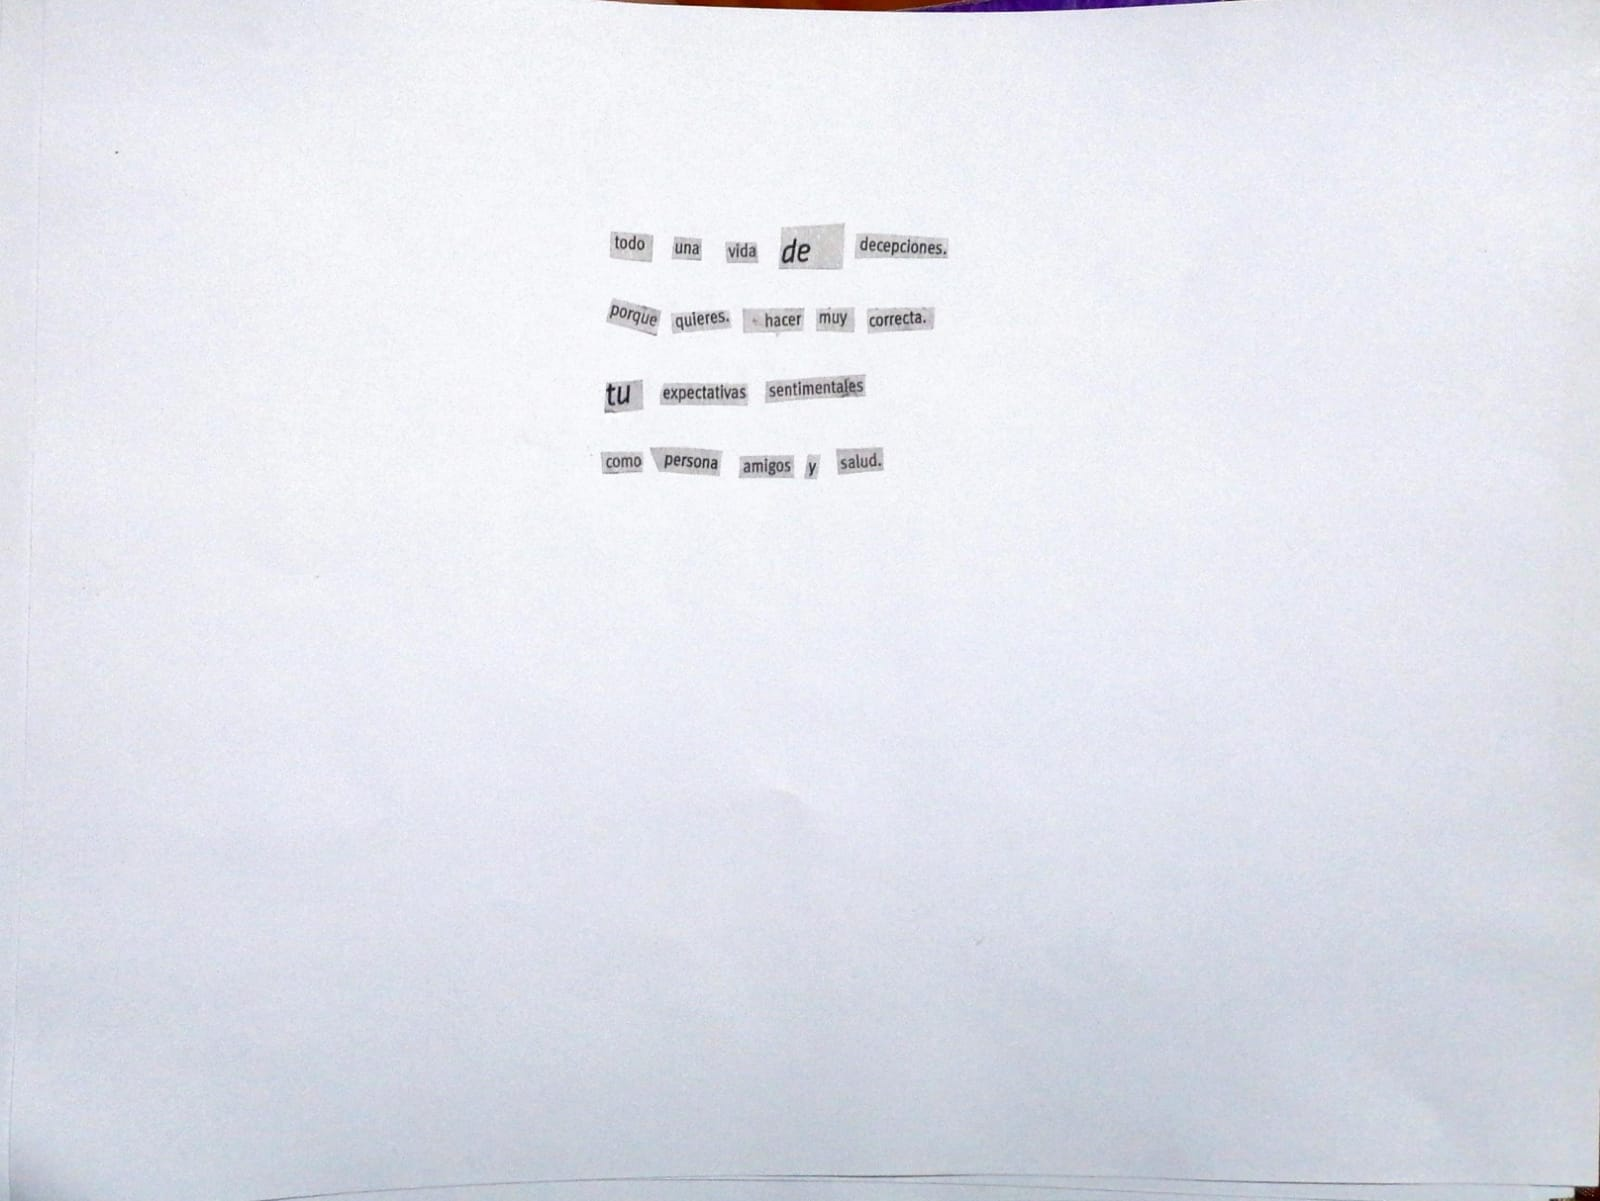 todo una vida de decepciones.
porque quieres. hacer muy correcta.
tu expectativas sentimentales
como persona amigos y salud.